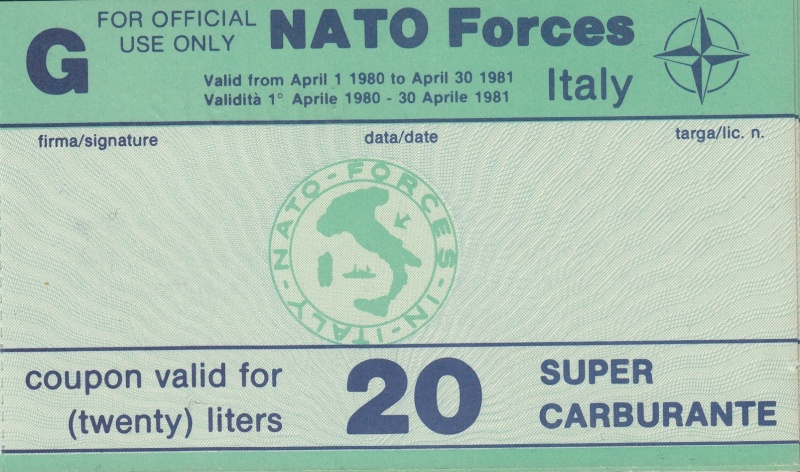 G
FOR OFFICIAL
USE ONLY
NATO Forces
Valid from April 1 1980 to April 30 1981
Validità 1° Aprile 1980 - 30 Aprile 1981
Italy
firma/signature
data/date
targa/lic. n.
NATO-FORCES-IN-ITALY-
coupon valid for
(twenty) liters
20
SUPER
CARBURANTE